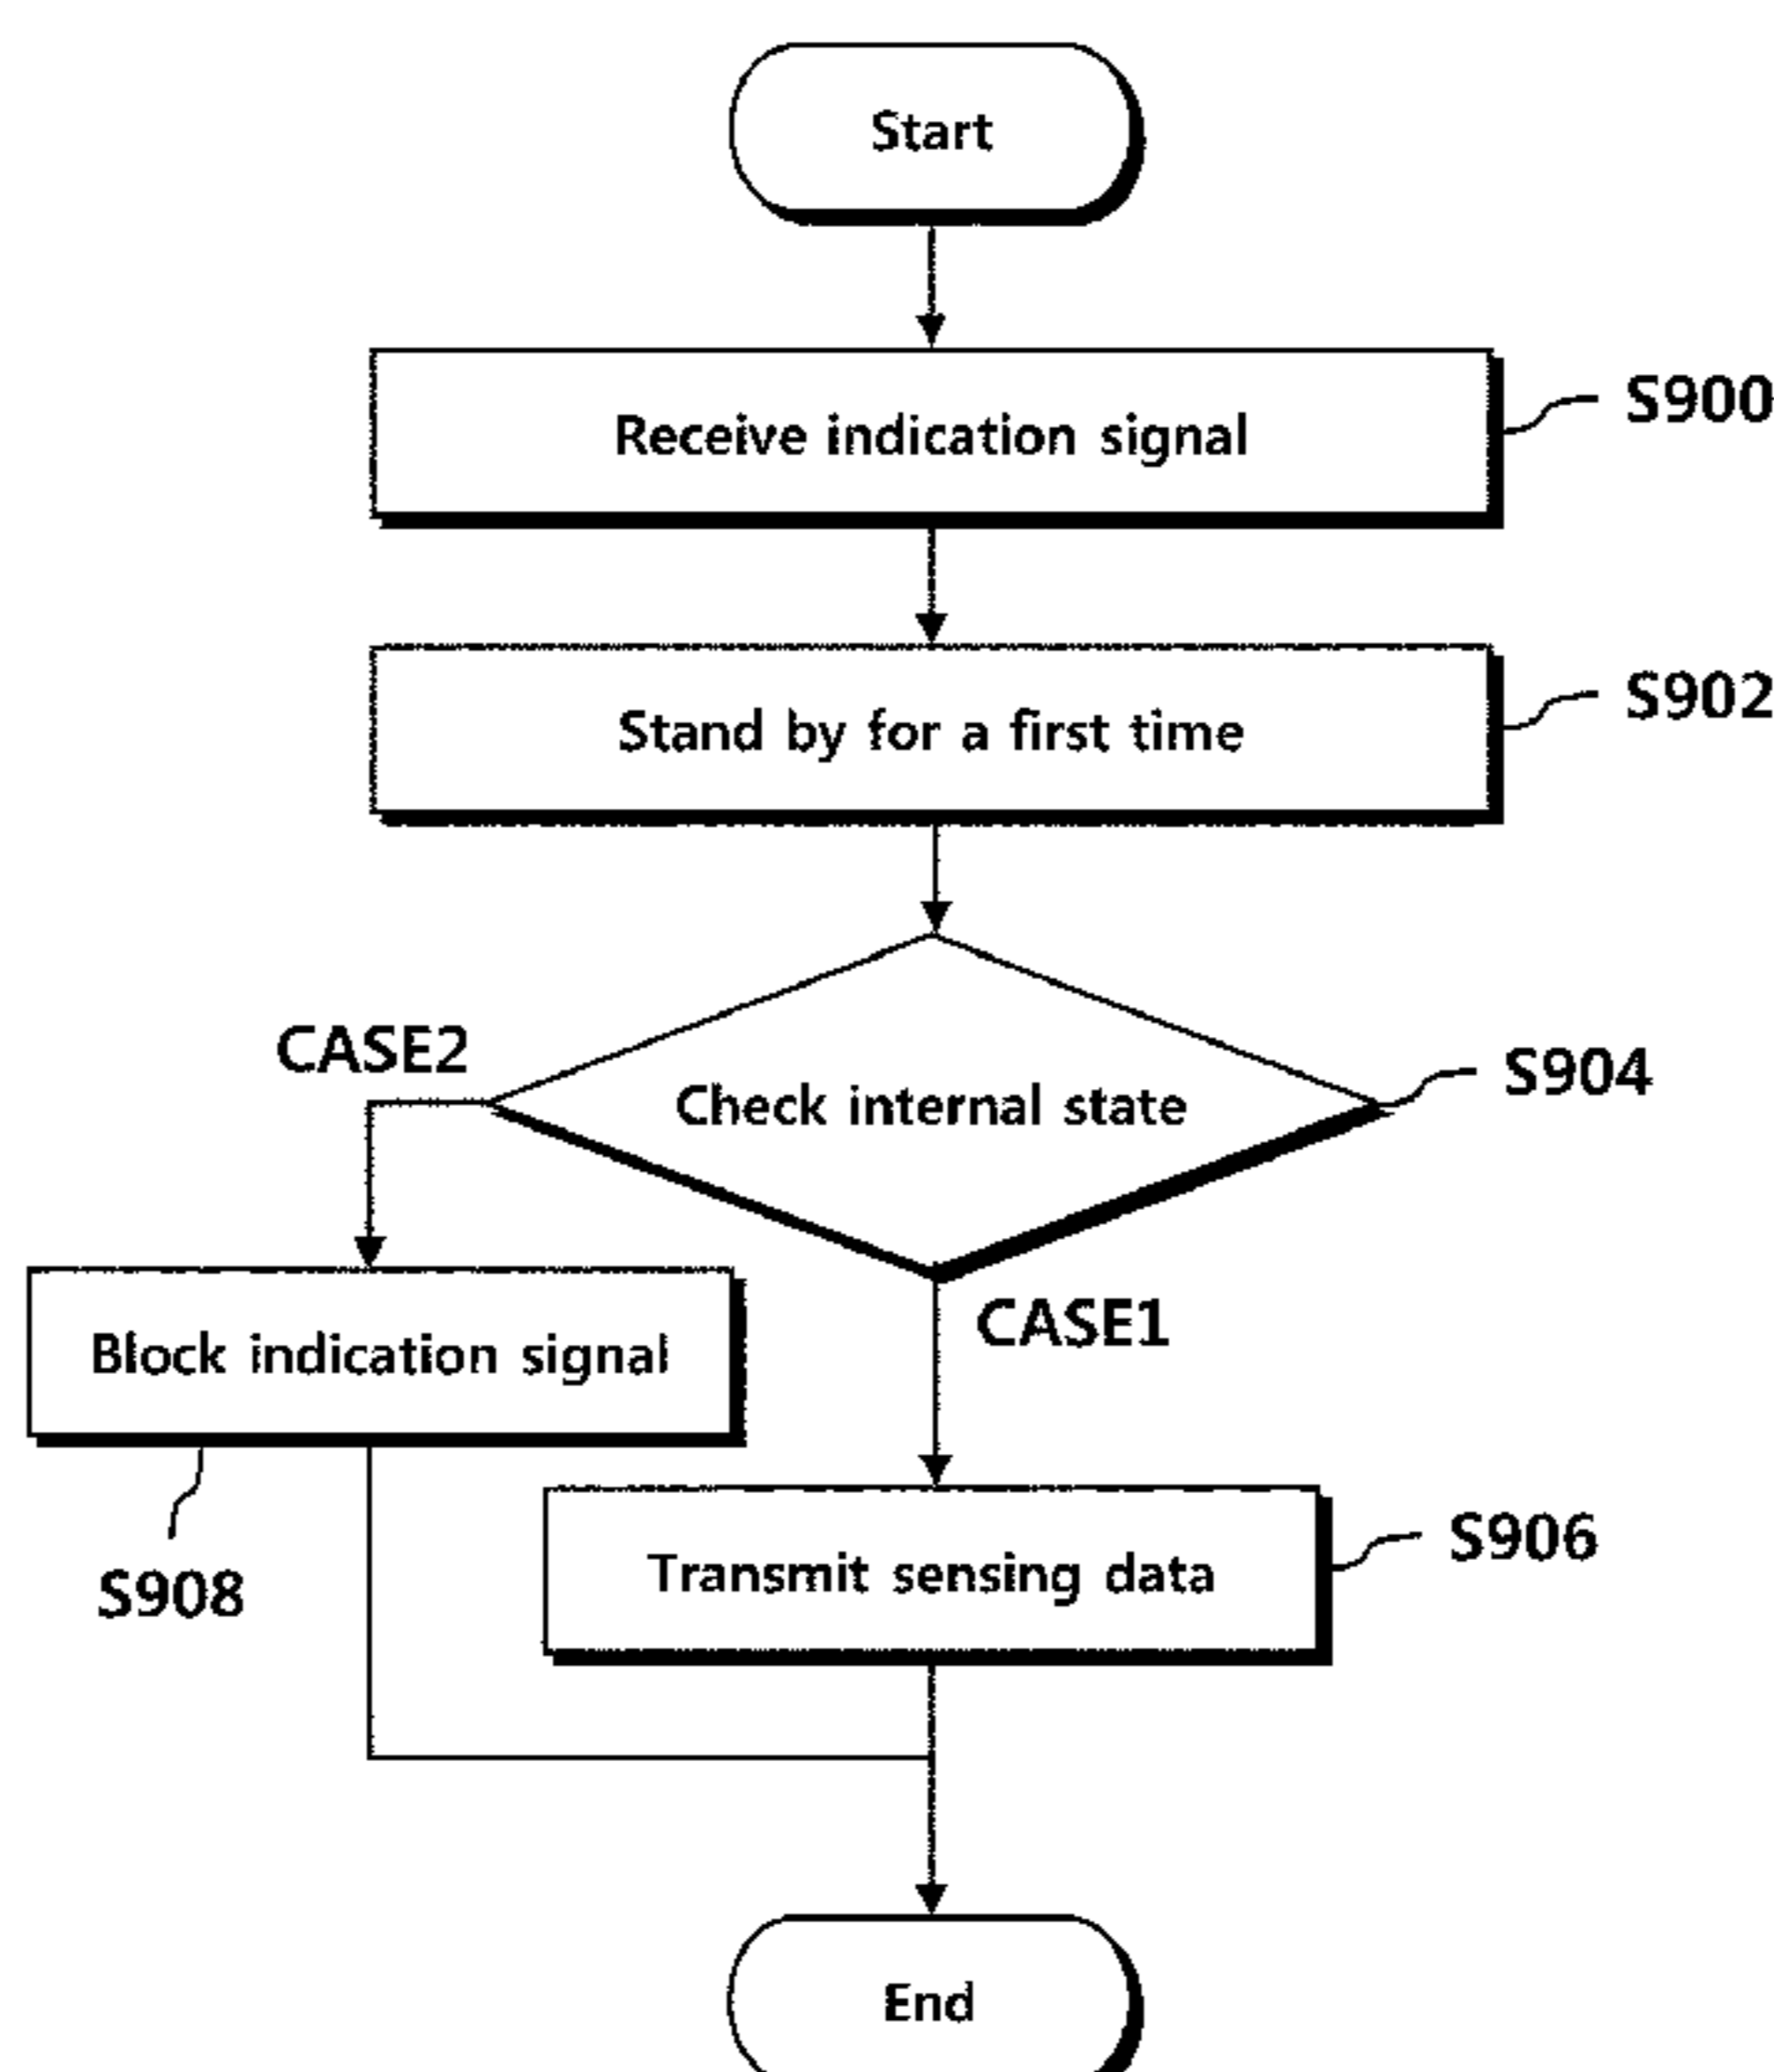 Start
Receive indication signal
S900
Stand by for a first time
S902
CASE2
Check internal state
S904
Block indication signal
CASE1
S908
Transmit sensing data
S906
End